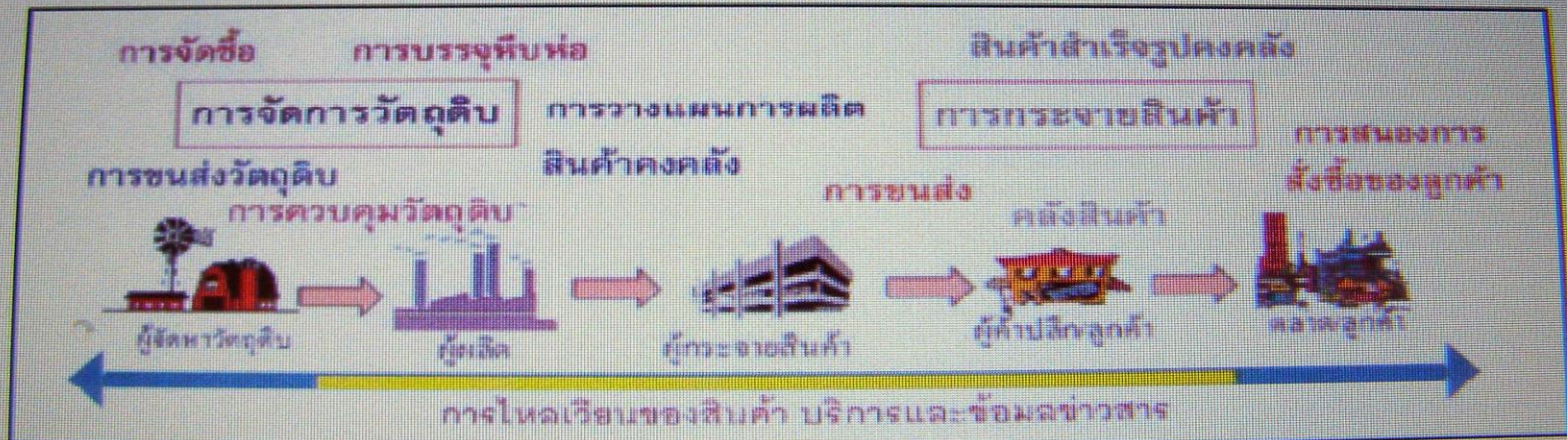 การจัดซื้อ
การบรรจุหีบห่อ
สินค้าสำเร็จรูปคงคลัง
การจัดการวัตถุดิบ
การวางแผนการผลิต
การกระจายสินค้า
การขนส่งวัตถุดิบ
สินค้าคงคลัง
การสนองการ
สั่งซื้อของลูกค้า
การควบคุมวัตถุดิบ
การขนส่ง
คลังสินค้า
ผู้จัดหาวัตถุดิบ
ผู้ผลิต
ผู้กระจายสินค้า
ผู้ค้าปลีก/ลูกค้า
ตลาด/ลูกค้า
การไหลเวียนของสินค้า บริการและข้อมูลข่าวสาร